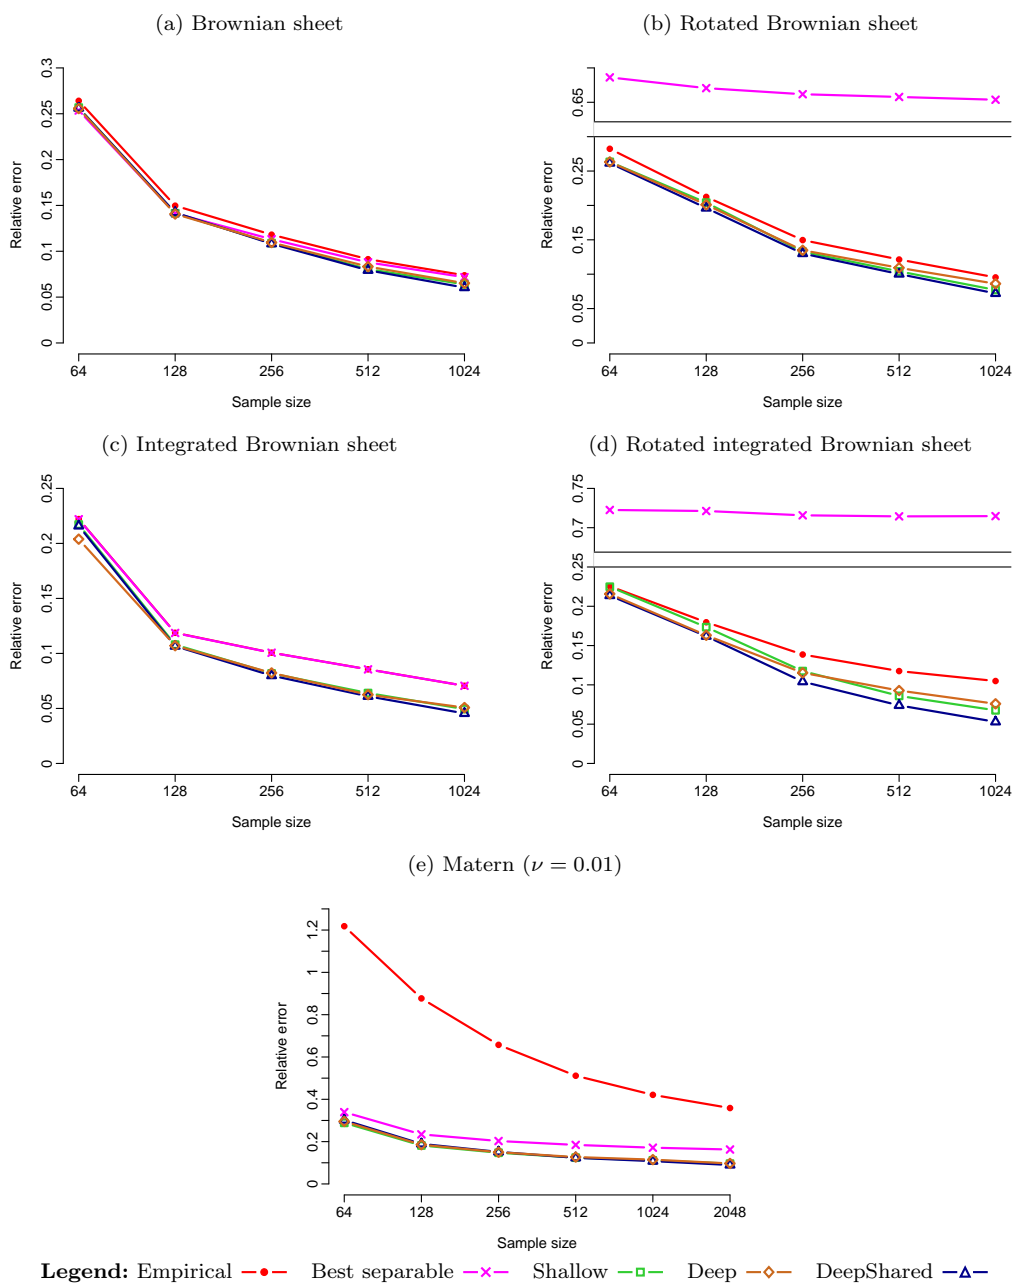 (a) Brownian sheet
(b) Rotated Brownian sheet
Relative error
0.3
0.25
0.2
0.15
0.1
0.05
0
64 128 256 512 1024
Sample size
Relative error
0.65
0.25
0.15
0.05
0
64 128 256 512 1024
Sample size
(c) Integrated Brownian sheet
(d) Rotated integrated Brownian sheet
Relative error
0.25
0.2
0.15
0.1
0.05
0
64 128 256 512 1024
Sample size
Relative error
0.75
0.7
0.25
0.2
0.15
0.1
0.05
0
64 128 256 512 1024
Sample size
(e) Matern (ν = 0.01)
Relative error
1.2
1
0.8
0.6
0.4
0.2
0
64 128 256 512 1024 2048
Sample size
Legend: Empirical Best separable Shallow Deep DeepShared